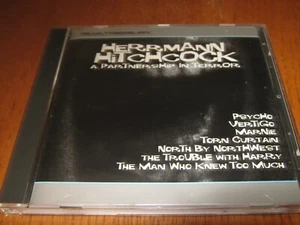 HERRMANN
HITCHCOCK
A PARTNERSHIP IN TERROR
PSYCHO
VERTIGO
MARNIE
TORN CURTAIN
NORTH BY NORTHWEST
THE TROUBLE WITH HARRY
THE MAN WHO KNEW TOO MUCH